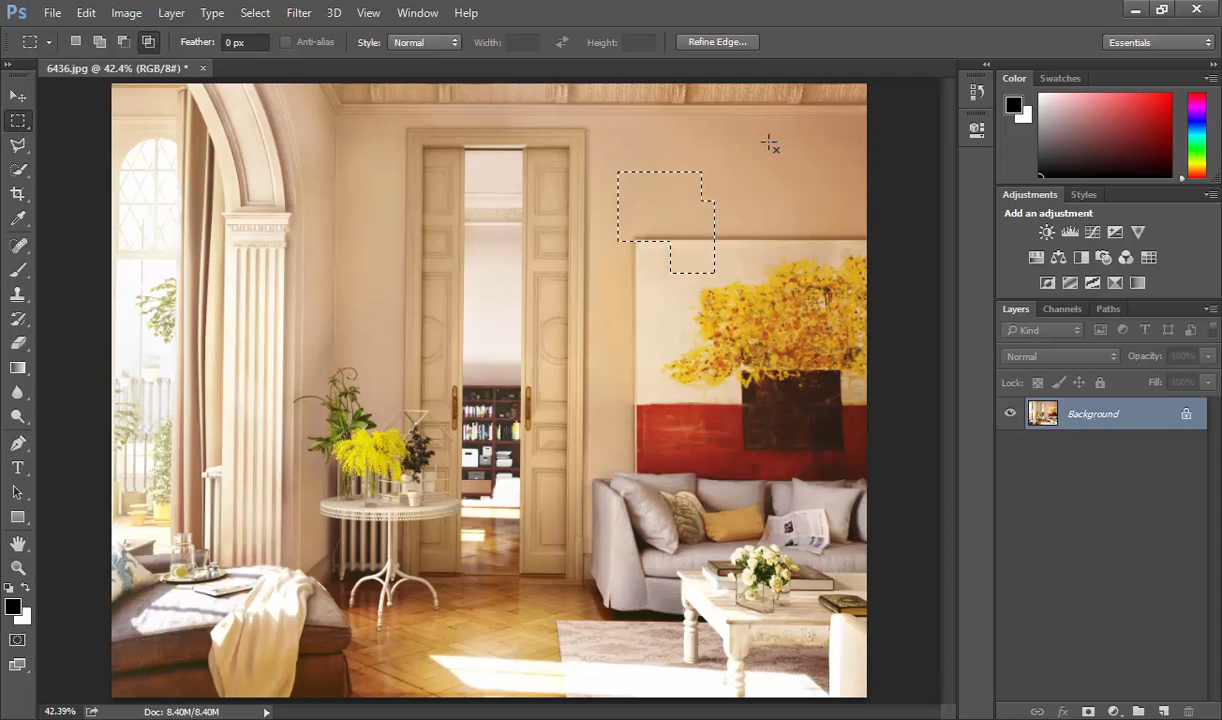 Ps File Edit Image Layer Type Select Filter 3D View Window Help
Feather: 0 px Anti-alias Style: Normal Width: Height: Refine Edge... Essentials
6436.jpg @ 42.4% (RGB/8#) * ×
Color Swatches
Adjustments Styles
Add an adjustment
Layers Channels Paths
Kind
Normal Opacity: 100%
Lock: Fill: 100%
Background
42.39% Doc: 8.40M/8.40M